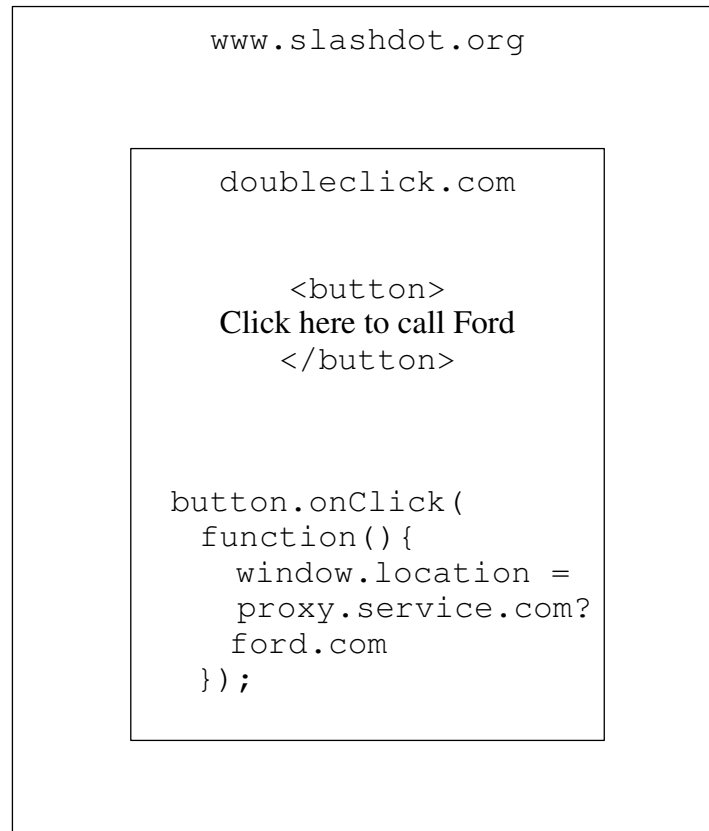 www.slashdot.org
doubleclick.com
<button>
Click here to call Ford
</button>
button.onClick(
function(){
window.location =
proxy.service.com?
ford.com
});